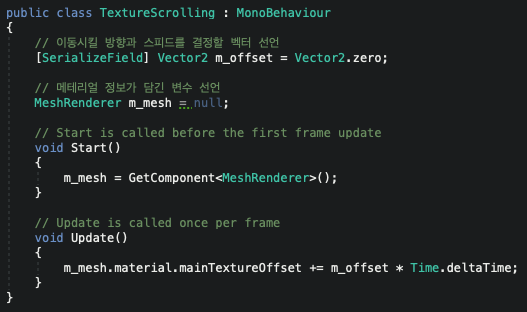 public class TextureScrolling : MonoBehaviour
{
// 이동시킬 방향과 스피드를 결정할 벡터 선언
[SerializeField] Vector2 m_offset = Vector2.zero;
// 메테리얼 정보가 담긴 변수 선언
MeshRenderer m_mesh = null;
// Start is called before the first frame update
void Start()
{
m_mesh = GetComponent<MeshRenderer>();
}
// Update is called once per frame
void Update()
{
m_mesh.material.mainTextureOffset += m_offset * Time.deltaTime;
}
}